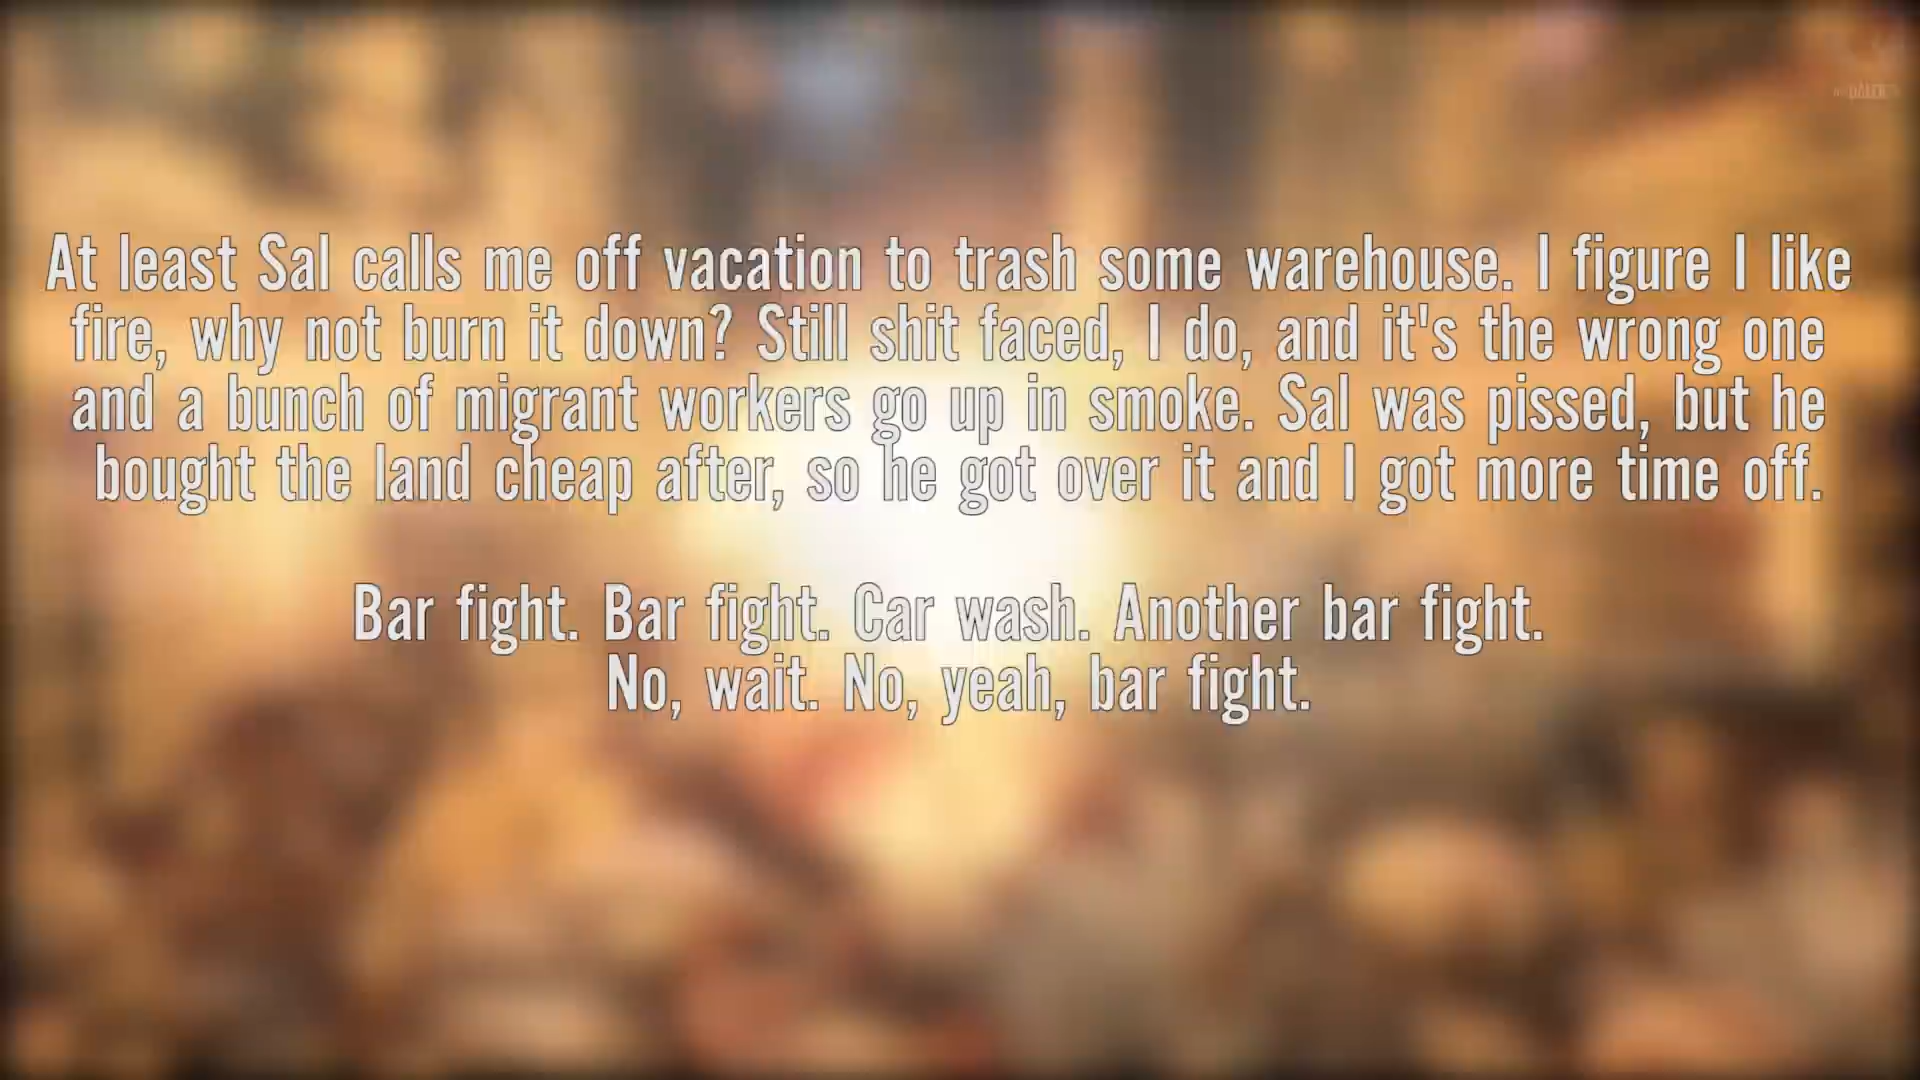 At least Sal calls me off vacation to trash some warehouse. I figure I like
fire, why not burn it down? Still shit faced, I do, and it's the wrong one
and a bunch of migrant workers go up in smoke. Sal was pissed, but he
bought the land cheap after, so he got over it and I got more time off.
Bar fight. Bar fight. Car wash. Another bar fight.
No, wait. No, yeah, bar fight.